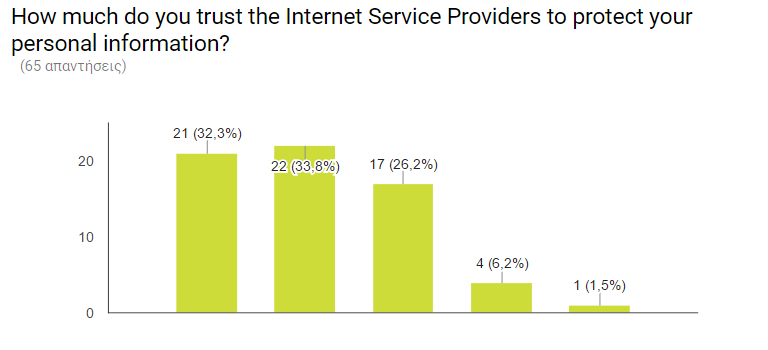 How much do you trust the Internet Service Providers to protect your
personal information?
(65 απαντήσεις)
21 (32,3%)
22 (33,8%)
17 (26,2%)
4 (6,2%)
1 (1,5%)
20
10
0